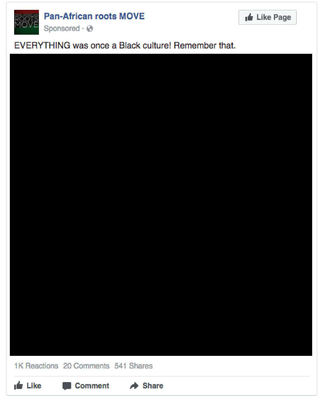 Pan-African roots MOVE
Like Page
Sponsored ·
EVERYTHING was once a Black culture! Remember that.
1K Reactions 20 Comments 541 Shares
Like Comment Share